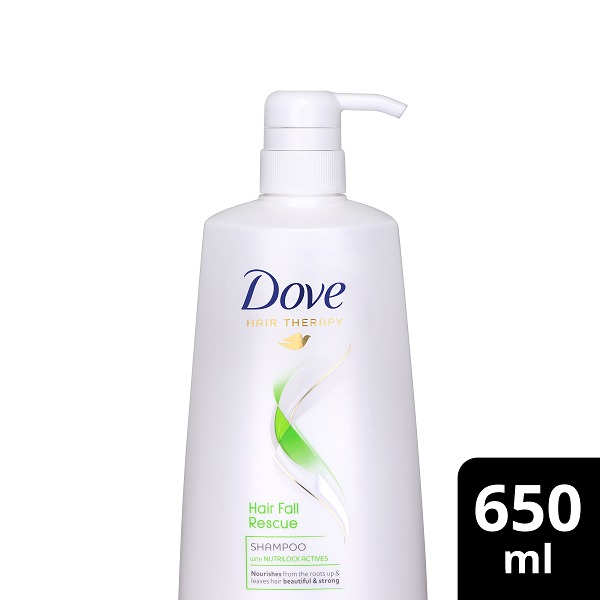 Dove
HAIR THERAPY
Hair Fall
Rescue
SHAMPOO
with NUTRILOCK ACTIVES
Nourishes from the roots up &
leaves hair beautiful & strong
650
ml